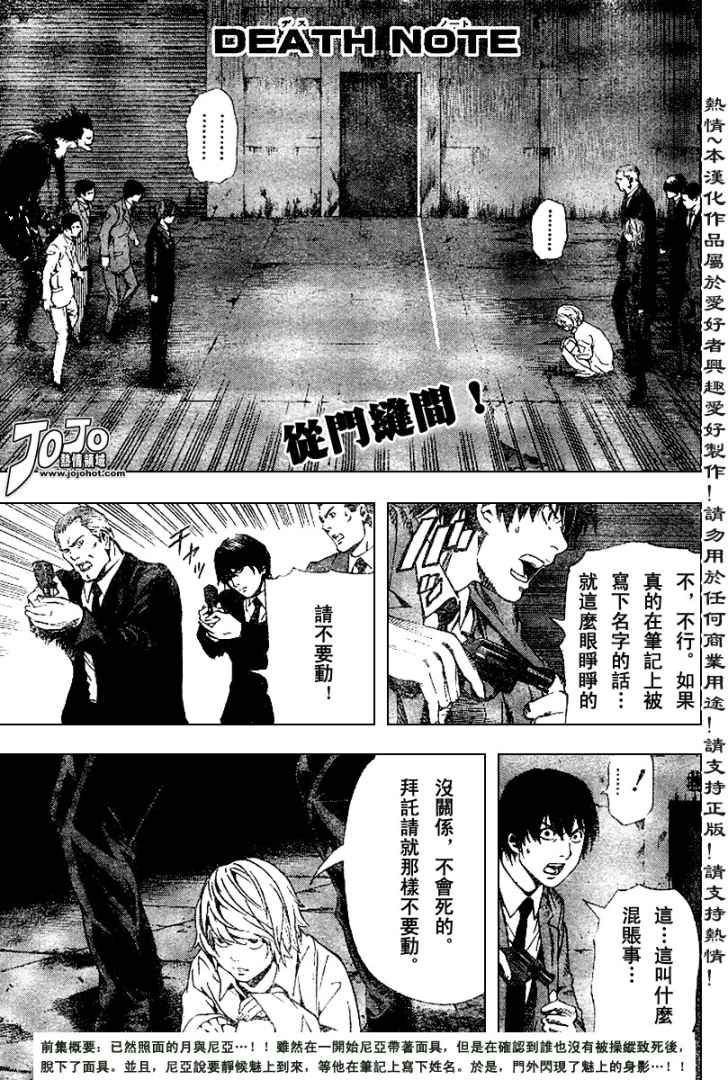 デス ノート
DEATH NOTE
………
………
從門縫間！
JOJO
熱情領域
www.jojohot.com
不，不行。如果
真的在筆記上被
寫下名字的話…
就這麼眼睜睜的
請不要動！
…！
這…這叫什麼
混賬事…
沒關係，不會死的。
拜託請就那樣不要動。
前集概要：已然照面的月與尼亞…！！雖然在一開始尼亞帶著面具，但是在確認到誰也沒有被操縱致死後，
脫下了面具。並且，尼亞說要靜候魅上到來，等他在筆記上寫下姓名。於是，門外閃現了魅上的身影…！！
熱情~本漢化作品屬於愛好者興趣愛好製作！請勿用於任何商業用途！請支持正版！請支持熱情！